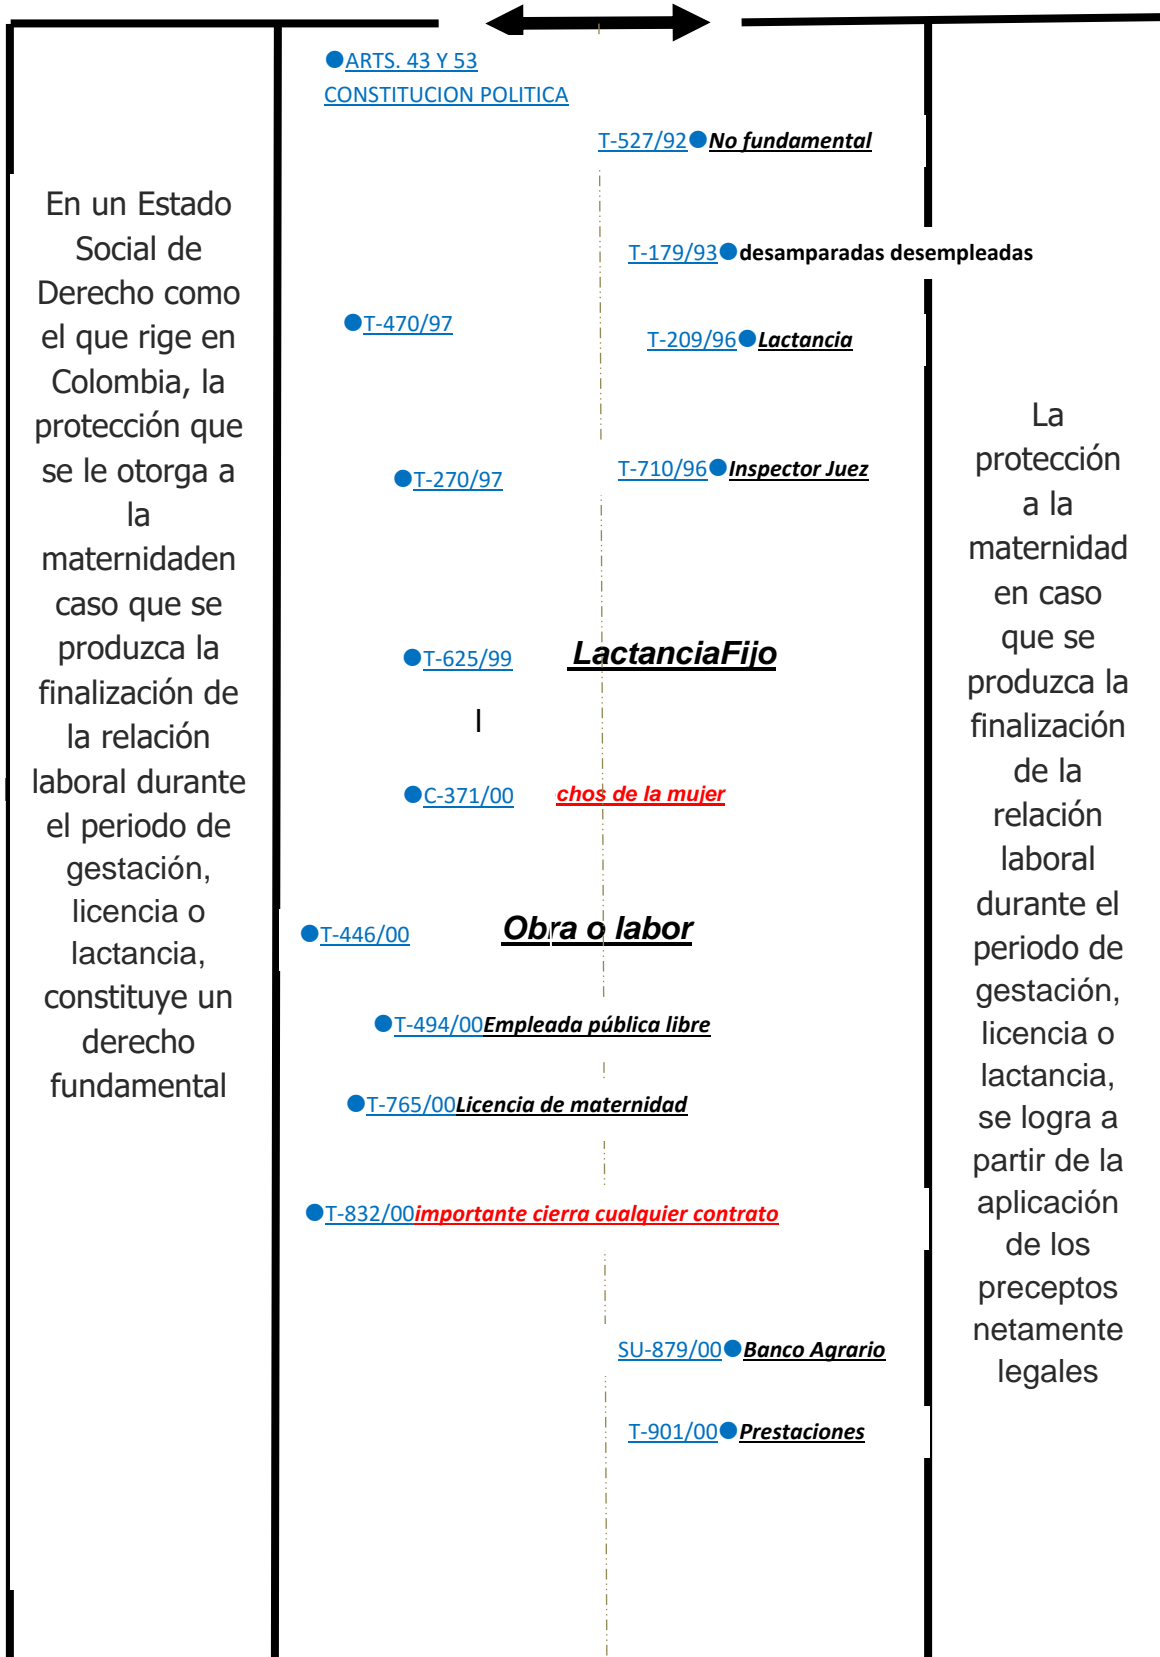 En un Estado
Social de
Derecho como
el que rige en
Colombia, la
protección que
se le otorga a
la
maternidaden
caso que se
produzca la
finalización de
la relación
laboral durante
el periodo de
gestación,
licencia o
lactancia,
constituye un
derecho
fundamental
ARTS. 43 Y 53
CONSTITUCION POLITICA
T-527/92 No fundamental
T-179/93 desamparadas desempleadas
T-470/97
T-209/96 Lactancia
T-270/97
T-710/96 Inspector Juez
T-625/99 LactanciaFijo
l
C-371/00 chos de la mujer
T-446/00 Obra o labor
T-494/00Empleada pública libre
T-765/00Licencia de maternidad
T-832/00importante cierra cualquier contrato
SU-879/00 Banco Agrario
T-901/00 Prestaciones
La
protección
a la
maternidad
en caso
que se
produzca la
finalización
de la
relación
laboral
durante el
periodo de
gestación,
licencia o
lactancia,
se logra a
partir de la
aplicación
de los
preceptos
netamente
legales